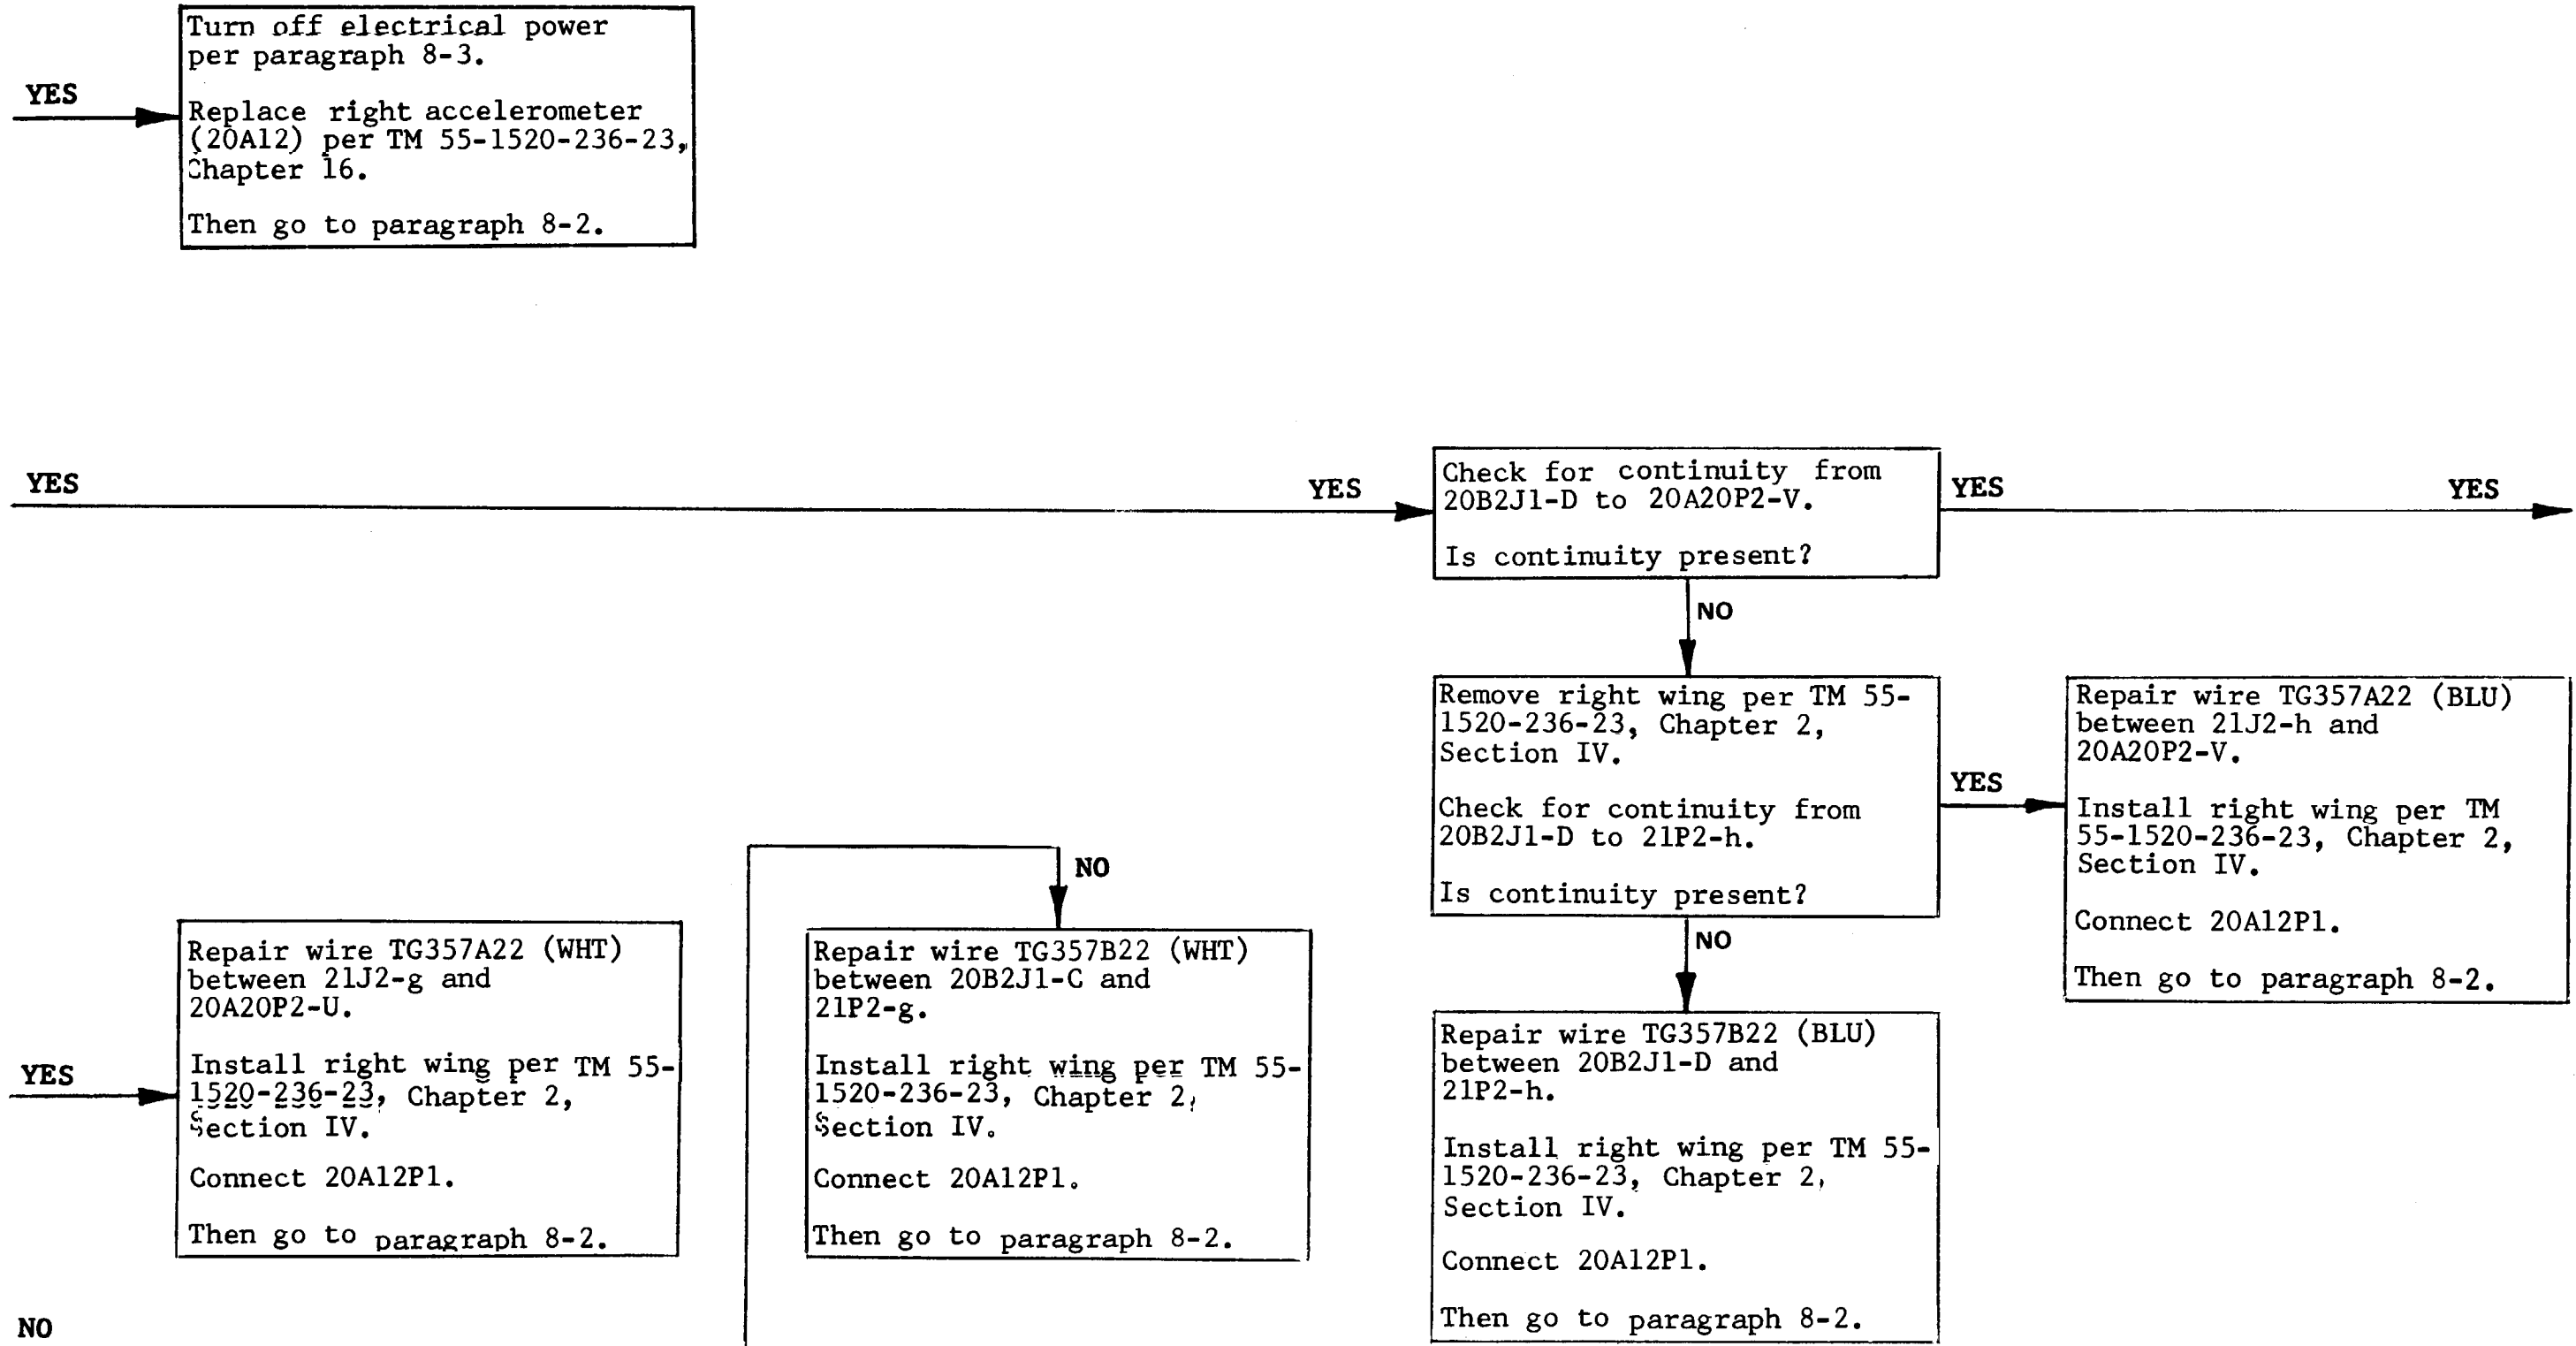 Turn off electrical power
per paragraph 8-3.
YES
Replace right accelerometer
(20A12) per TM 55-1520-236-23,
Chapter 16.
Then go to paragraph 8-2.
YES
YES
Check for continuity from
20B2J1-D to 20A20P2-V.
Is continuity present?
YES
YES
NO
Remove right wing per TM 55-
1520-236-23, Chapter 2,
Section IV.
Check for continuity from
20B2J1-D to 21P2-h.
Is continuity present?
YES
Repair wire TG357A22 (BLU)
between 21J2-h and
20A20P2-V.
Install right wing per TM
55-1520-236-23, Chapter 2,
Section IV.
Connect 20A12P1.
Then go to paragraph 8-2.
NO
NO
YES
Repair wire TG357A22 (WHT)
between 21J2-g and
20A20P2-U.
Install right wing per TM 55-
1520-236-23, Chapter 2,
Section IV.
Connect 20A12P1.
Then go to paragraph 8-2.
Repair wire TG357B22 (WHT)
between 20B2J1-C and
21P2-g.
Install right wing per TM 55-
1520-236-23, Chapter 2,
Section IV.
Connect 20A12P1.
Then go to paragraph 8-2.
Repair wire TG357B22 (BLU)
between 20B2J1-D and
21P2-h.
Install right wing per TM 55-
1520-236-23, Chapter 2,
Section IV.
Connect 20A12P1.
Then go to paragraph 8-2.
NO